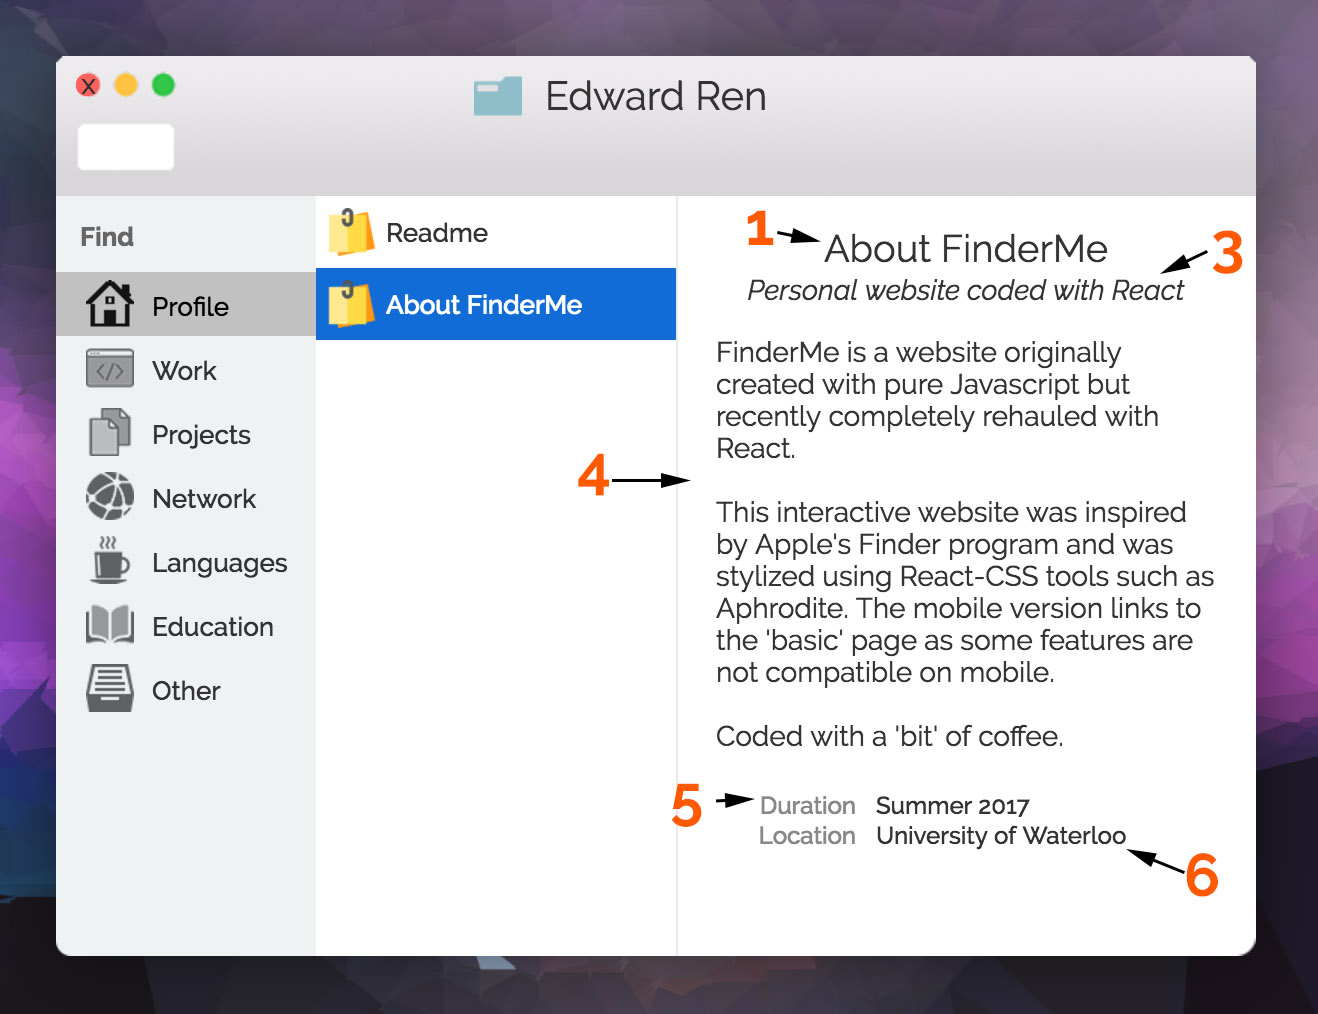 X
Edward Ren
Find
Profile
Work
Projects
Network
Languages
Education
Other
Readme
About FinderMe
1
About FinderMe
3
Personal website coded with React
FinderMe is a website originally
created with pure Javascript but
recently completely rehauled with
React.
4
This interactive website was inspired
by Apple's Finder program and was
stylized using React-CSS tools such as
Aphrodite. The mobile version links to
the 'basic' page as some features are
not compatible on mobile.
Coded with a 'bit' of coffee.
5
Duration Summer 2017
Location University of Waterloo
6